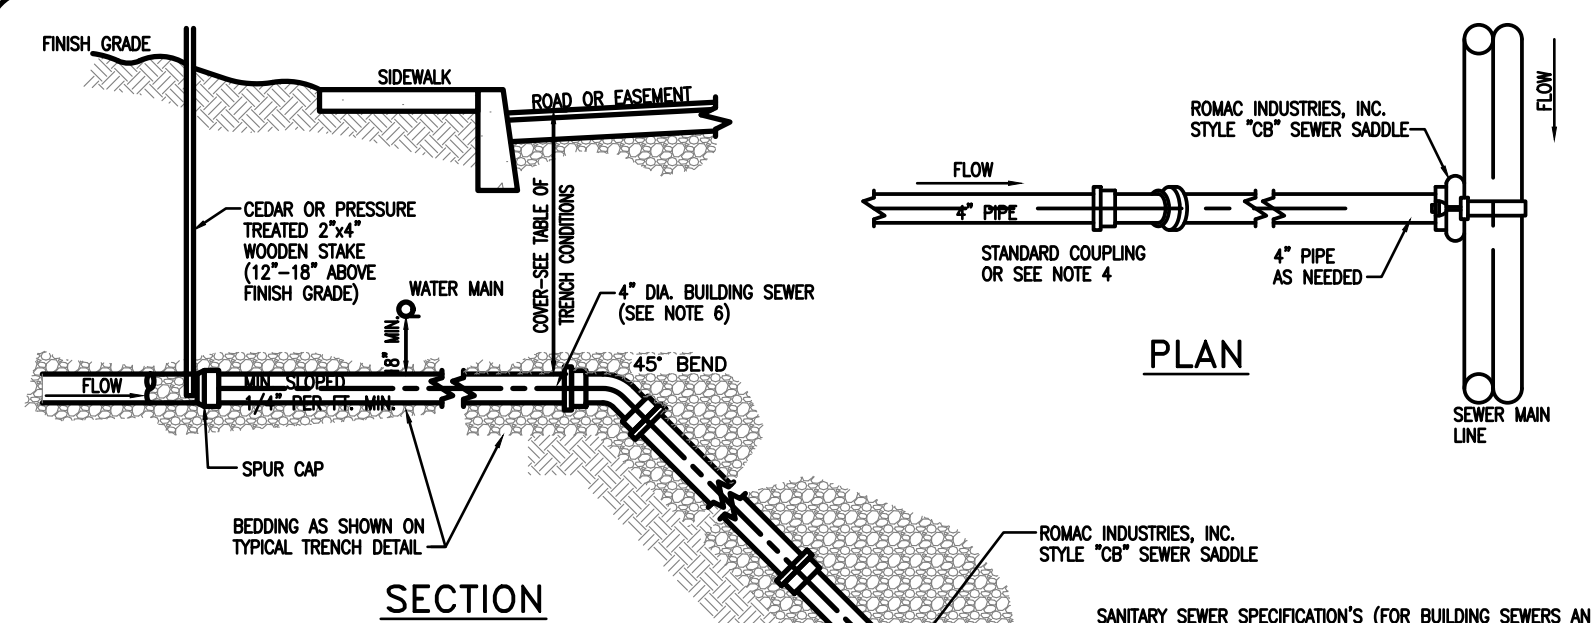 FINISH GRADE
SIDEWALK
ROAD OR EASEMENT
CEDAR OR PRESSURE
TREATED 2"x4"
WOODEN STAKE
(12"-18" ABOVE
FINISH GRADE)
WATER MAIN
8" MIN.
COVER-SEE TABLE OF
TRENCH CONDITIONS
4" DIA. BUILDING SEWER
(SEE NOTE 6)
45° BEND
FLOW
MIN. SLOPED
1/4" PER FT. MIN.
SPUR CAP
BEDDING AS SHOWN ON
TYPICAL TRENCH DETAIL
SECTION
ROMAC INDUSTRIES, INC.
STYLE "CB" SEWER SADDLE
FLOW
FLOW
4" PIPE
STANDARD COUPLING
OR SEE NOTE 4
4" PIPE
AS NEEDED
PLAN
SEWER MAIN
LINE
ROMAC INDUSTRIES, INC.
STYLE "CB" SEWER SADDLE
SANITARY SEWER SPECIFICATION'S (FOR BUILDING SEWERS AN